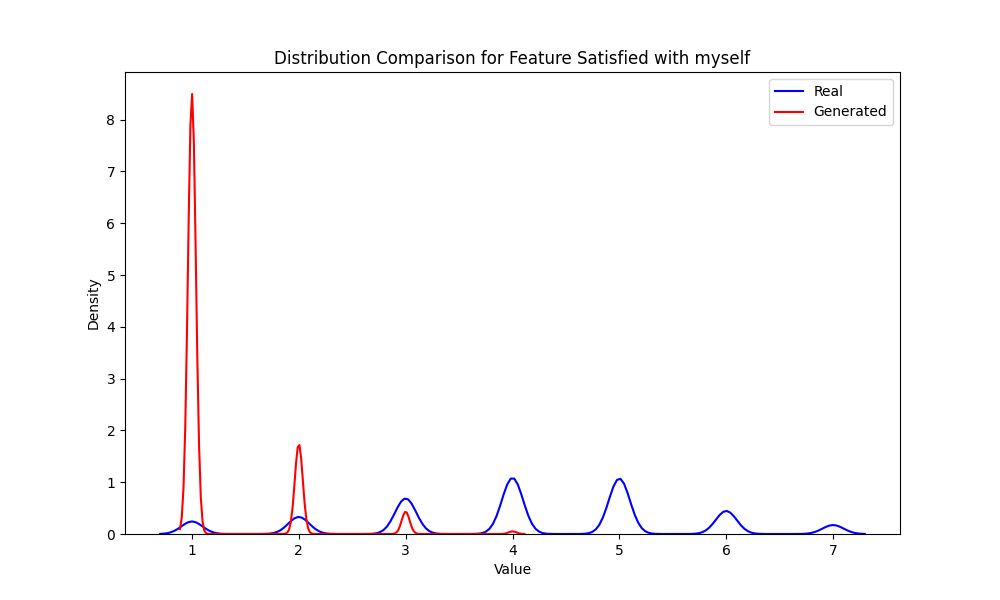 Distribution Comparison for Feature Satisfied with myself
Real
Generated
Density
8
7
6
5
4
3
2
1
0
1 2 3 4 5 6 7
Value